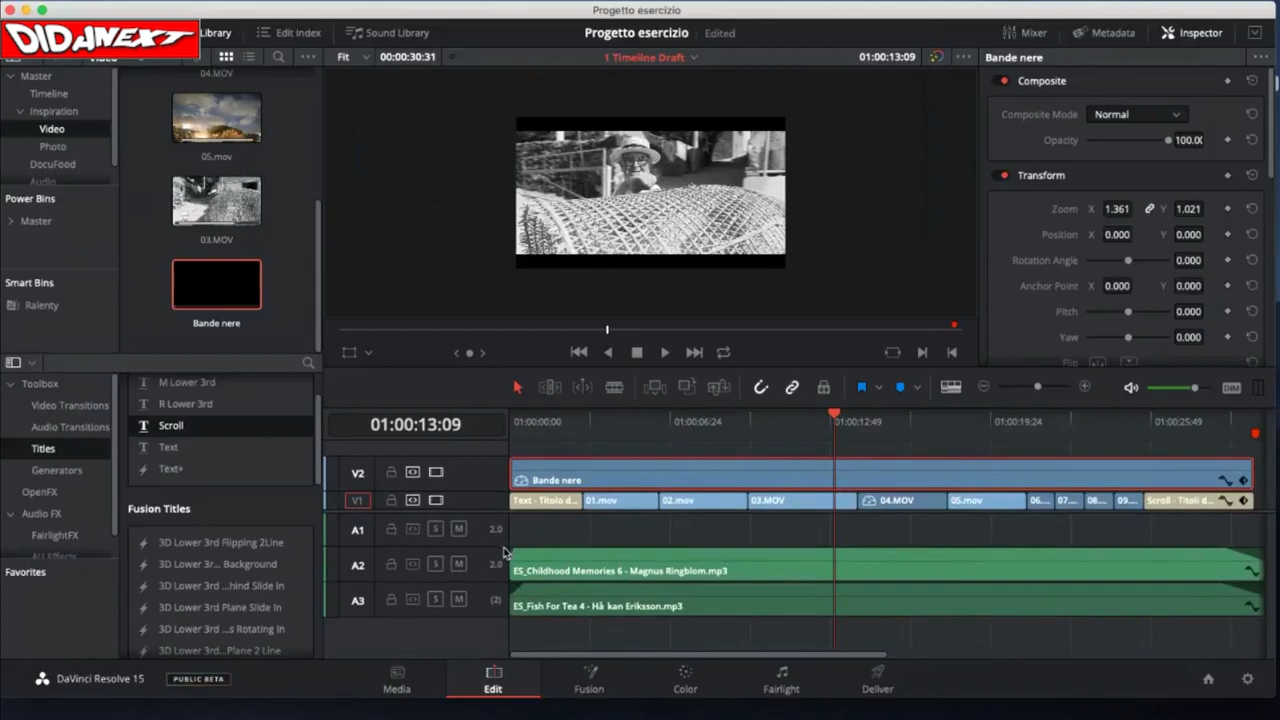 Progetto esercizio
DIDANEXT
Library
Edit Index
Sound Library
Progetto esercizio
Edited
Mixer
Metadata
Inspector
Fit
00:00:30:31
1 Timeline Draft
01:00:13:09
Bande nere
Master
Timeline
Inspiration
Video
Photo
DocuFood
Audio
Power Bins
Master
Smart Bins
Ralenty
04.MOV
05.mov
03.MOV
Bande nere
Composite
Composite Mode
Normal
Opacity
100.00
Transform
Zoom X 1.361 Y 1.021
Position X 0.000 Y 0.000
Rotation Angle 0.000
Anchor Point X 0.000 Y 0.000
Pitch 0.000
Yaw 0.000
Flip
Toolbox
Video Transitions
Audio Transitions
Titles
Generators
OpenFX
Audio FX
FairlightFX
All Effects
Favorites
M Lower 3rd
R Lower 3rd
T Scroll
T Text
Text+
Fusion Titles
3D Lower 3rd Flipping 2Line
3D Lower 3r... Background
3D Lower 3rd ...hind Slide In
3D Lower 3rd Plane Slide In
3D Lower 3rd ...s Rotating In
3D Lower 3rd...Plane 2 Line
DIM
01:00:13:09
01:00:00:00
01:00:06:24
01:00:12:49
01:00:19:24
01:00:25:49
V2
Bande nere
V1
Text - Titolo d...
01.mov
02.mov
03.MOV
04.MOV
05.mov
06....
07....
08....
09....
Scroll - Titoli d...
A1 S M 2.0
A2 S M 2.0
ES_Childhood Memories 6 - Magnus Ringblom.mp3
A3 S M (2)
ES_Fish For Tea 4 - Hå kan Eriksson.mp3
DaVinci Resolve 15
PUBLIC BETA
Media
Edit
Fusion
Color
Fairlight
Deliver